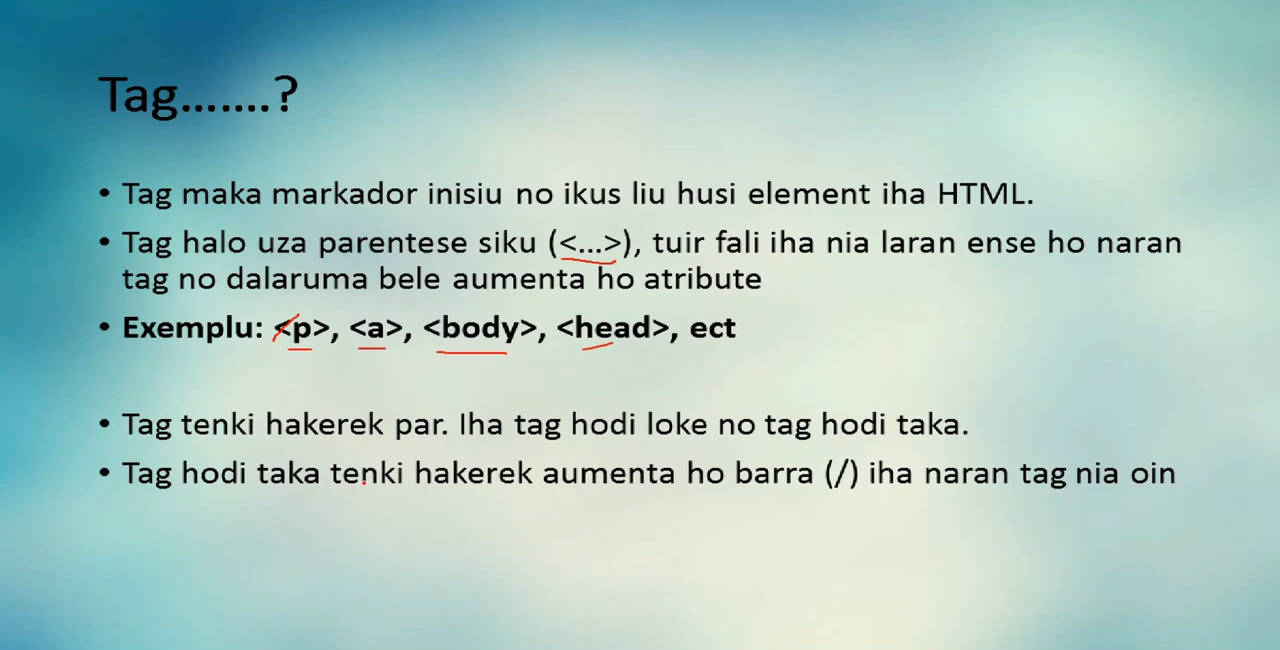 Tag.......?
• Tag maka markador inisiu no ikus liu husi element iha HTML.
• Tag halo uza parentese siku (<...>), tuir fali iha nia laran ense ho naran
tag no dalaruma bele aumenta ho atribute
• Exemplu: <p>, <a>, <body>, <head>, ect
• Tag tenki hakerek par. Iha tag hodi loke no tag hodi taka.
• Tag hodi taka tenki hakerek aumenta ho barra (/) iha naran tag nia oin